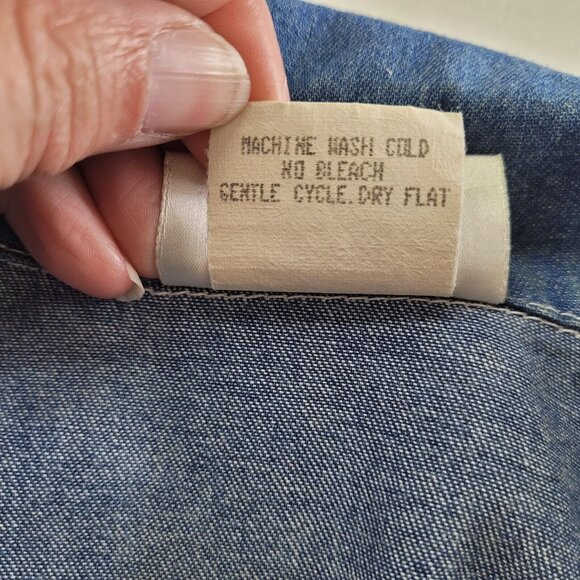 MACHINE WASH COLD
NO BLEACH
GENTLE CYCLE.DRY FLAT